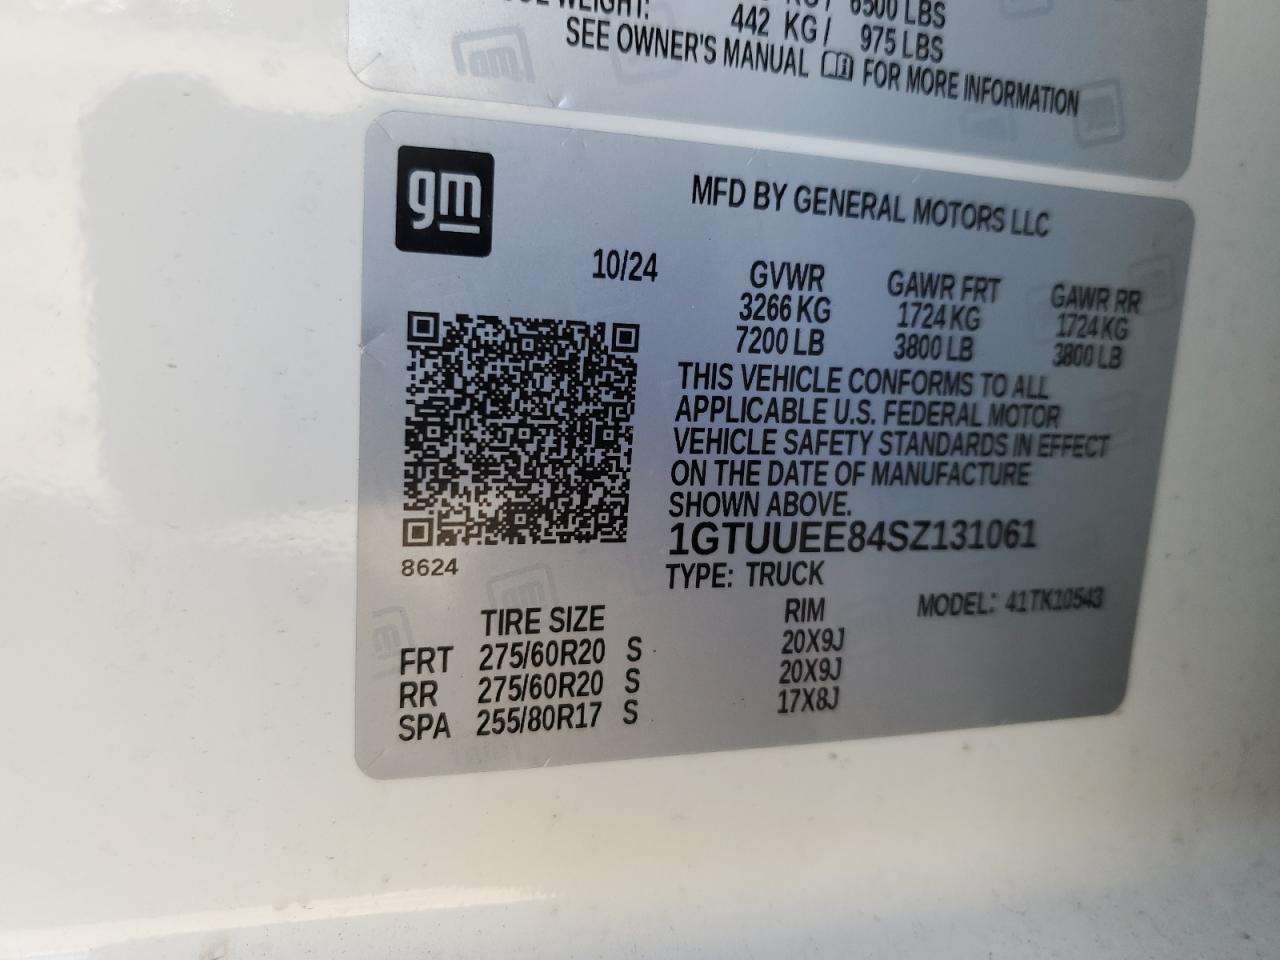 WEIGHT: 6500 LBS
442 KG / 975 LBS
SEE OWNER'S MANUAL FOR MORE INFORMATION
gm
MFD BY GENERAL MOTORS LLC
10/24
GVWR GAWR FRT GAWR RR
3266 KG 1724 KG 1724 KG
7200 LB 3800 LB 3800 LB
THIS VEHICLE CONFORMS TO ALL
APPLICABLE U.S. FEDERAL MOTOR
VEHICLE SAFETY STANDARDS IN EFFECT
ON THE DATE OF MANUFACTURE
SHOWN ABOVE.
1GTUUEE84SZ131061
8624
TYPE: TRUCK
MODEL: 41TK10543
TIRE SIZE RIM
FRT 275/60R20 S 20X9J
RR 275/60R20 S 20X9J
SPA 255/80R17 S 17X8J